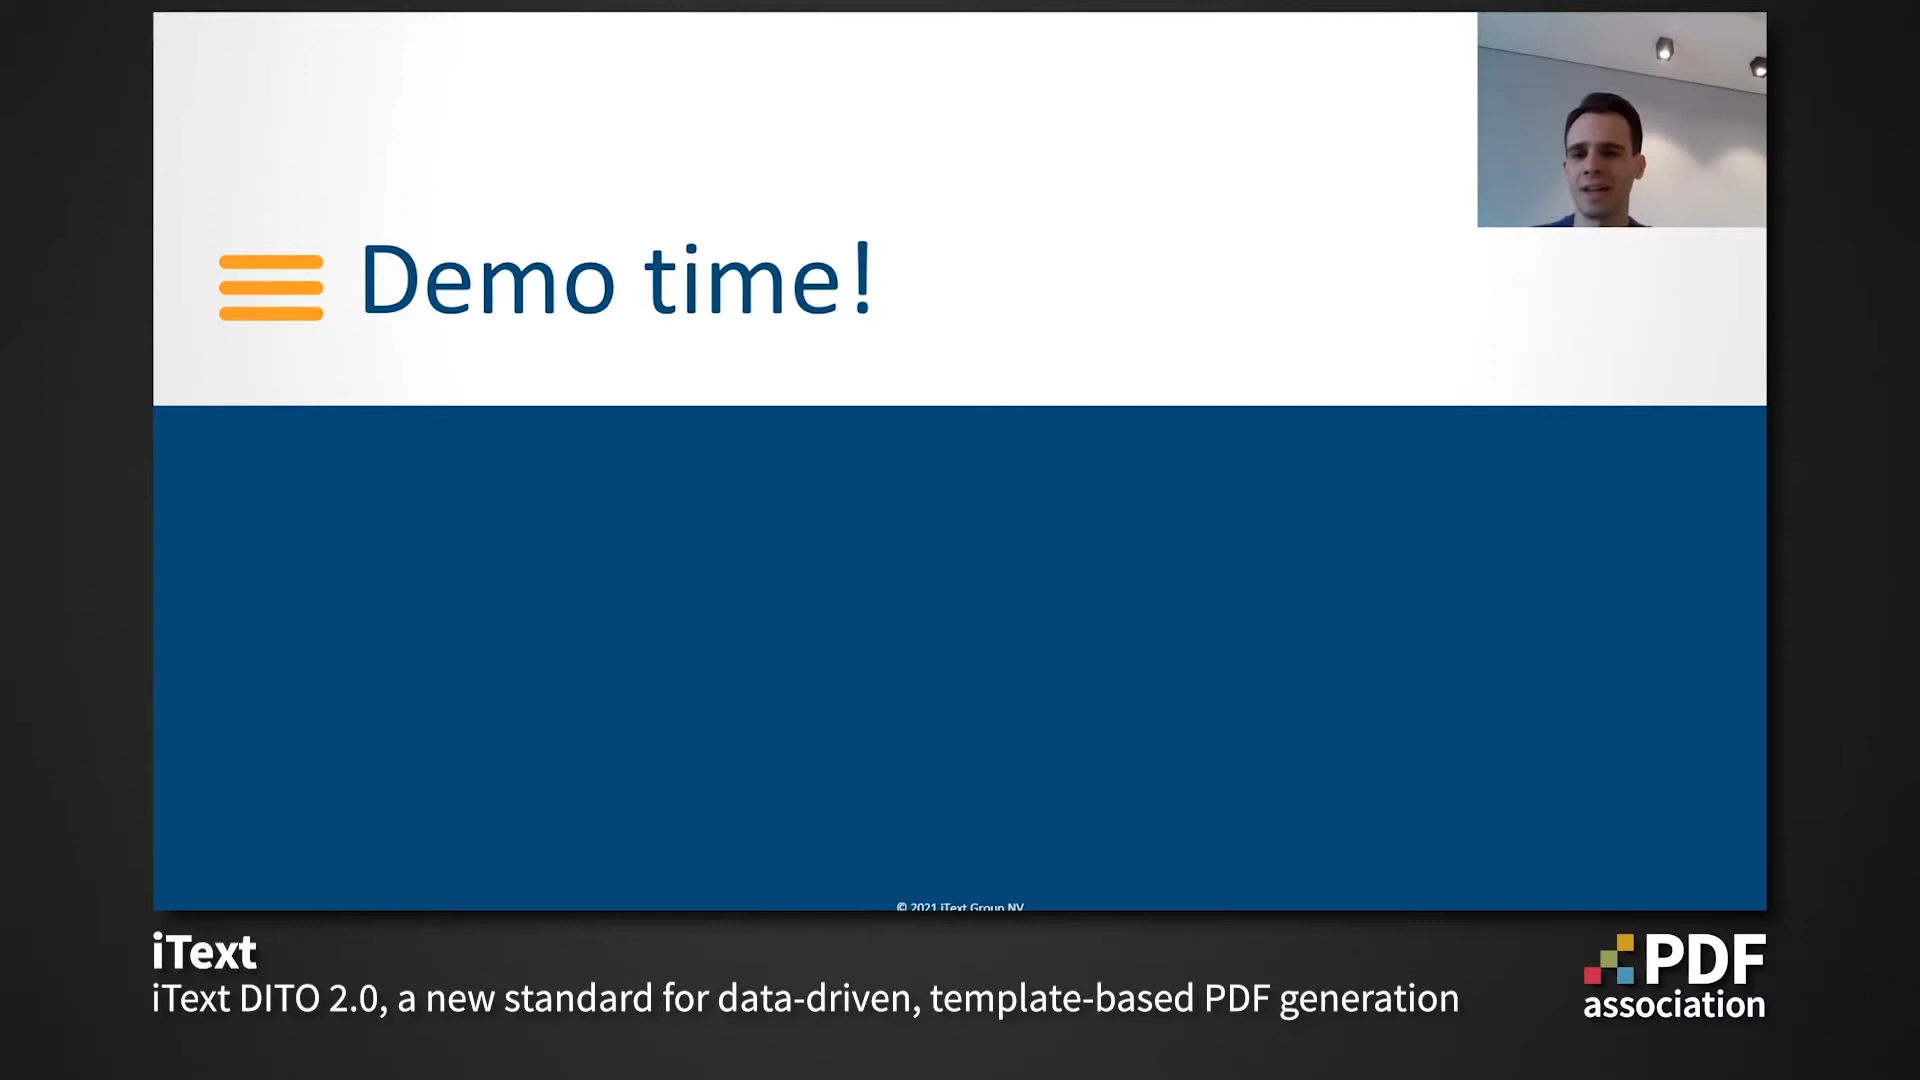 Demo time!
© 2021 iText Group NV
iText
iText DITO 2.0, a new standard for data-driven, template-based PDF generation
PDF
association